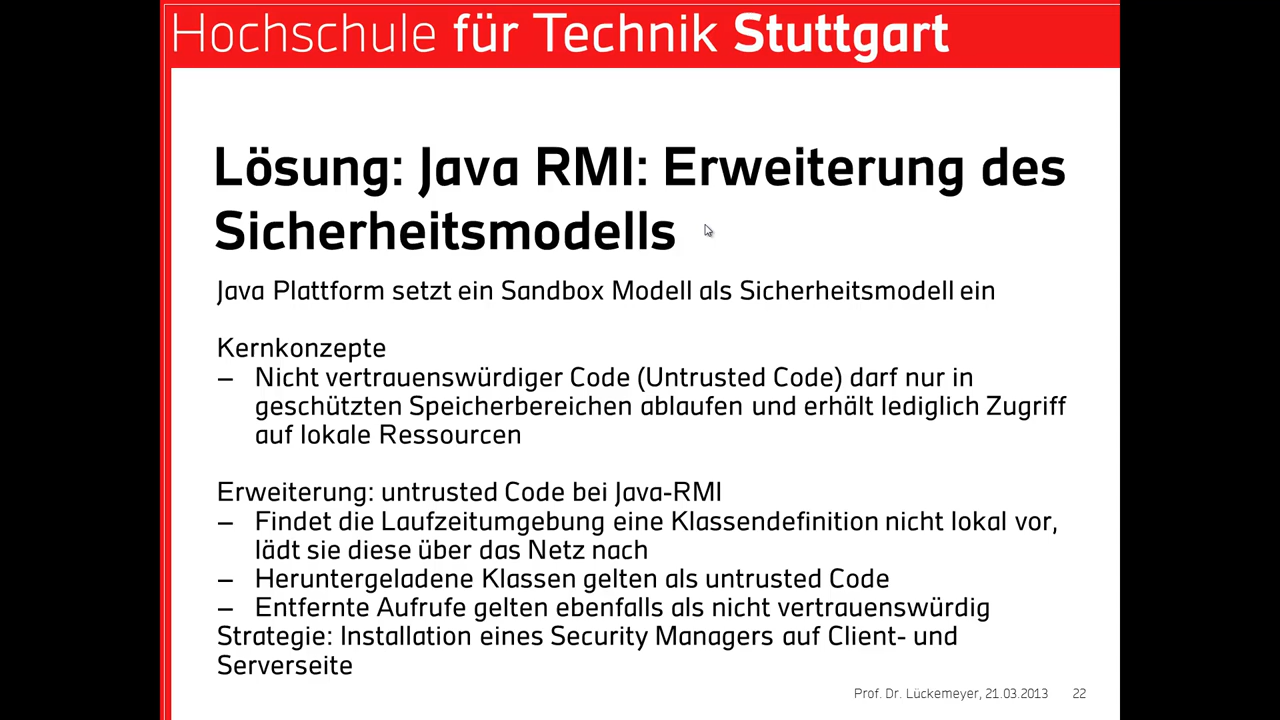 Hochschule für Technik Stuttgart
Lösung: Java RMI: Erweiterung des
Sicherheitsmodells
Java Plattform setzt ein Sandbox Modell als Sicherheitsmodell ein
Kernkonzepte
– Nicht vertrauenswürdiger Code (Untrusted Code) darf nur in
geschützten Speicherbereichen ablaufen und erhält lediglich Zugriff
auf lokale Ressourcen
Erweiterung: untrusted Code bei Java-RMI
– Findet die Laufzeitumgebung eine Klassendefinition nicht lokal vor,
lädt sie diese über das Netz nach
– Heruntergeladene Klassen gelten als untrusted Code
– Entfernte Aufrufe gelten ebenfalls als nicht vertrauenswürdig
Strategie: Installation eines Security Managers auf Client- und
Serverseite
Prof. Dr. Lückemeyer, 21.03.2013 22